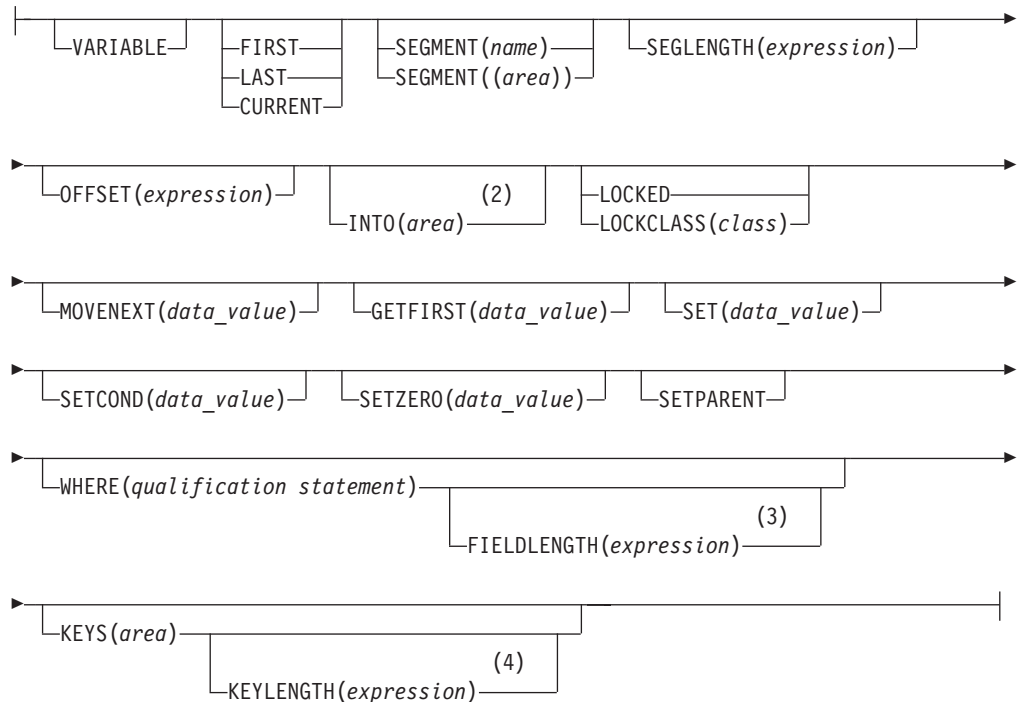 VARIABLE FIRST SEGMENT(name) SEGLENGTH(expression)
LAST SEGMENT((area))
CURRENT
OFFSET(expression) (2) LOCKED
INTO(area) LOCKCLASS(class)
MOVENEXT(data_value) GETFIRST(data_value) SET(data_value)
SETCOND(data_value) SETZERO(data_value) SETPARENT
WHERE(qualification statement)
(3)
FIELDLENGTH(expression)
KEYS(area)
(4)
KEYLENGTH(expression)